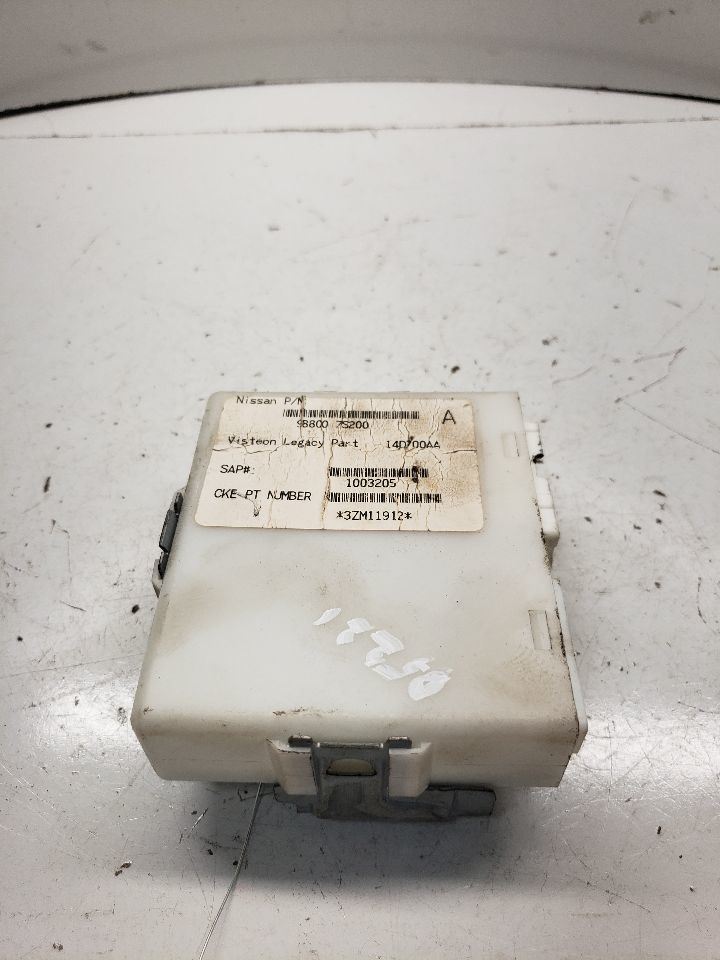 Nissan P/N
98800 7S200 A
Visteon Legacy Part 14D700AA
SAP#:
1003205
CKE PT NUMBER
*3ZM11912*